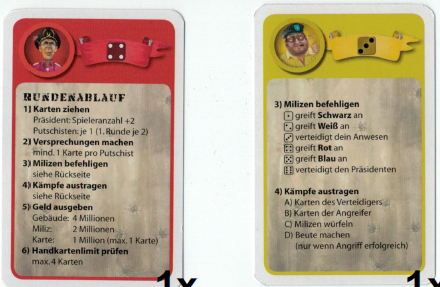 RUNDENABLAUF
1) Karten ziehen
Präsident: Spieleranzahl +2
Putschisten: je 1 (1. Runde je 2)
2) Versprechungen machen
mind. 1 Karte pro Putschist
3) Milizen befehligen
siehe Rückseite
4) Kämpfe austragen
siehe Rückseite
5) Geld ausgeben
Gebäude: 4 Millionen
Miliz: 2 Millionen
Karte: 1 Million (max. 1 Karte)
6) Handkartenlimit prüfen
max. 4 Karten
1x
3) Milizen befehligen
greift Schwarz an
greift Weiß an
verteidigt dein Anwesen
greift Rot an
greift Blau an
verteidigt den Präsidenten
4) Kämpfe austragen
A) Karten des Verteidigers
B) Karten der Angreifer
C) Milizen würfeln
D) Beute machen
(nur wenn Angriff erfolgreich)
1x